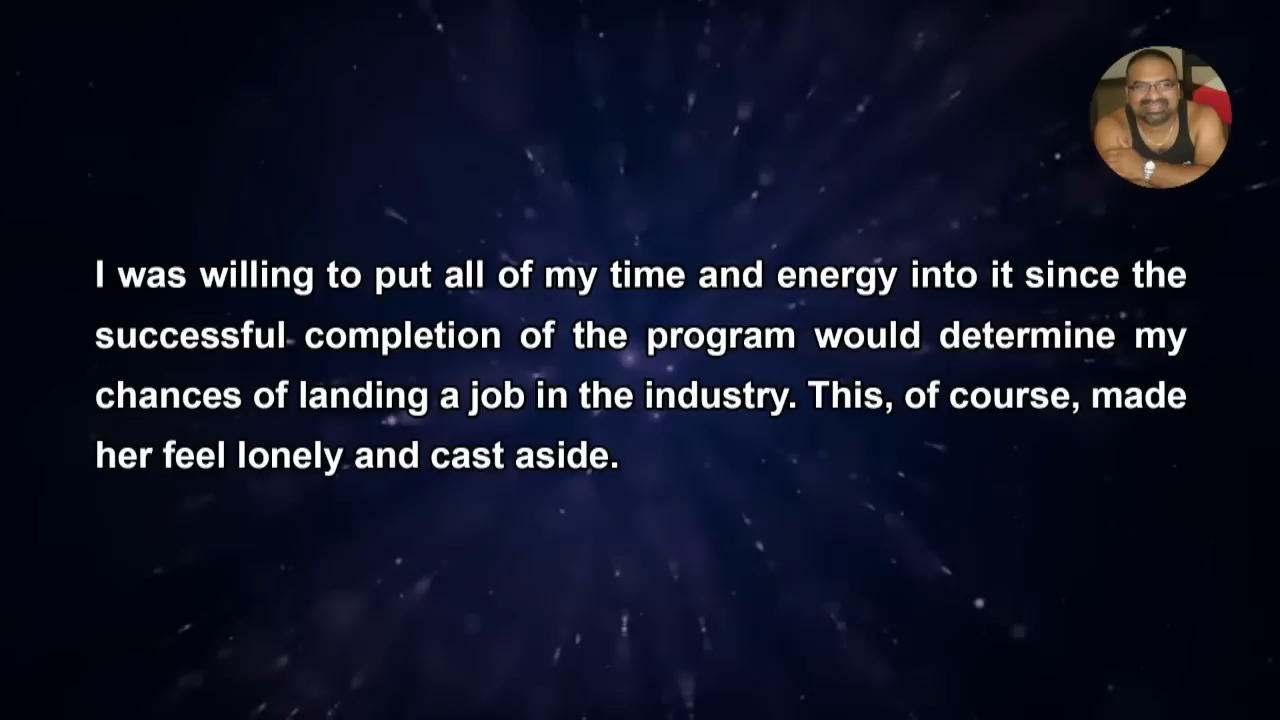 I was willing to put all of my time and energy into it since the
successful completion of the program would determine my
chances of landing a job in the industry. This, of course, made
her feel lonely and cast aside.